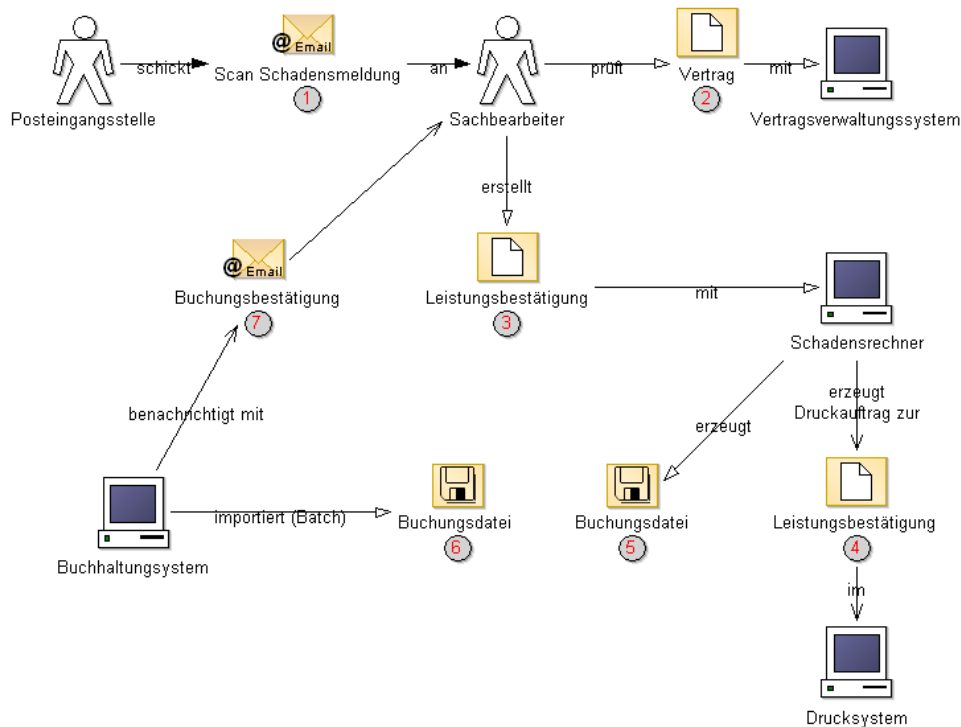 @ Email
schickt
Scan Schadensmeldung
an
prüft
Vertrag
mit
1
2
Posteingangsstelle
Sachbearbeiter
Vertragsverwaltungssystem
erstellt
@ Email
Buchungsbestätigung
7
Leistungsbestätigung
3
mit
Schadensrechner
benachrichtigt mit
erzeugt
erzeugt
Druckauftrag zur
importiert (Batch)
Buchungsdatei
6
Buchungsdatei
5
Leistungsbestätigung
4
Buchhaltungsystem
im
Drucksystem